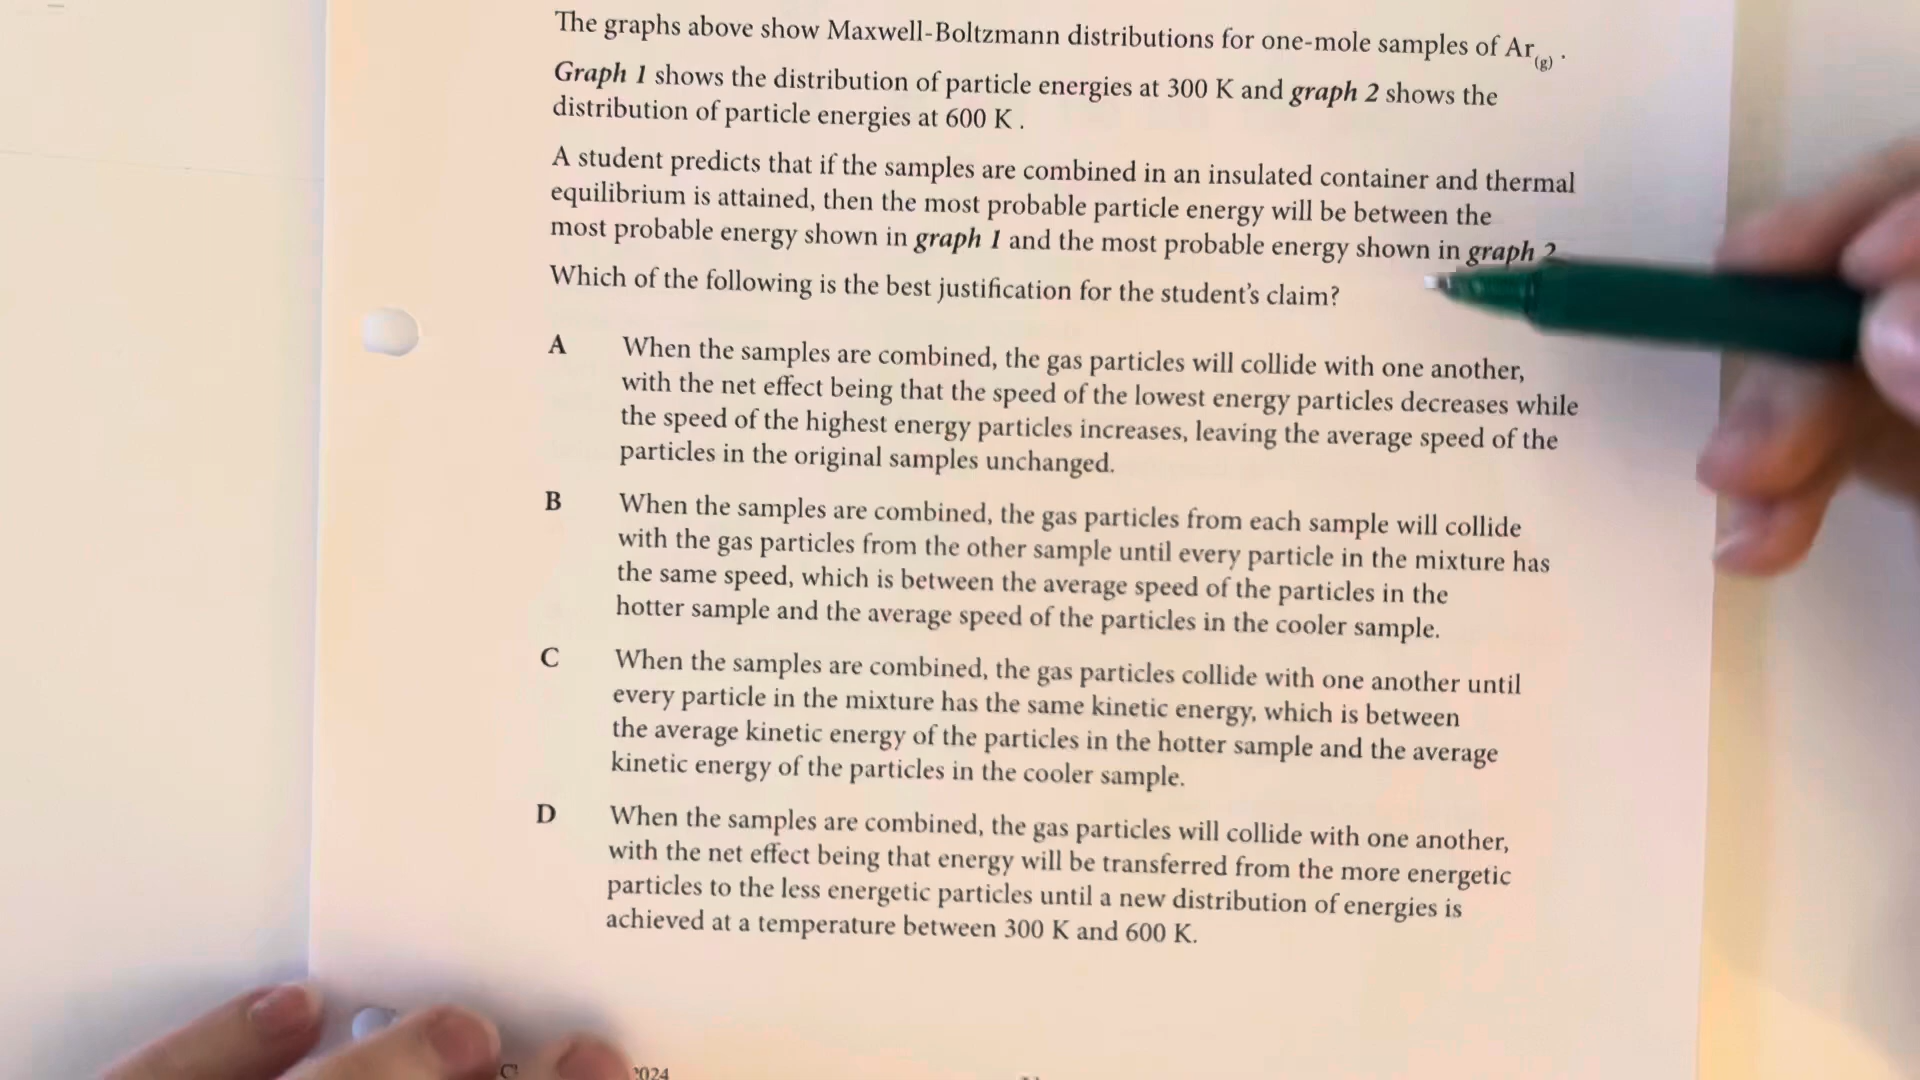 The graphs above show Maxwell-Boltzmann distributions for one-mole samples of Ar(g) .
Graph 1 shows the distribution of particle energies at 300 K and graph 2 shows the
distribution of particle energies at 600 K .
A student predicts that if the samples are combined in an insulated container and thermal
equilibrium is attained, then the most probable particle energy will be between the
most probable energy shown in graph 1 and the most probable energy shown in graph 2
Which of the following is the best justification for the student's claim?
A When the samples are combined, the gas particles will collide with one another,
with the net effect being that the speed of the lowest energy particles decreases while
the speed of the highest energy particles increases, leaving the average speed of the
particles in the original samples unchanged.
B When the samples are combined, the gas particles from each sample will collide
with the gas particles from the other sample until every particle in the mixture has
the same speed, which is between the average speed of the particles in the
hotter sample and the average speed of the particles in the cooler sample.
C When the samples are combined, the gas particles collide with one another until
every particle in the mixture has the same kinetic energy, which is between
the average kinetic energy of the particles in the hotter sample and the average
kinetic energy of the particles in the cooler sample.
D When the samples are combined, the gas particles will collide with one another,
with the net effect being that energy will be transferred from the more energetic
particles to the less energetic particles until a new distribution of energies is
achieved at a temperature between 300 K and 600 K.
2024